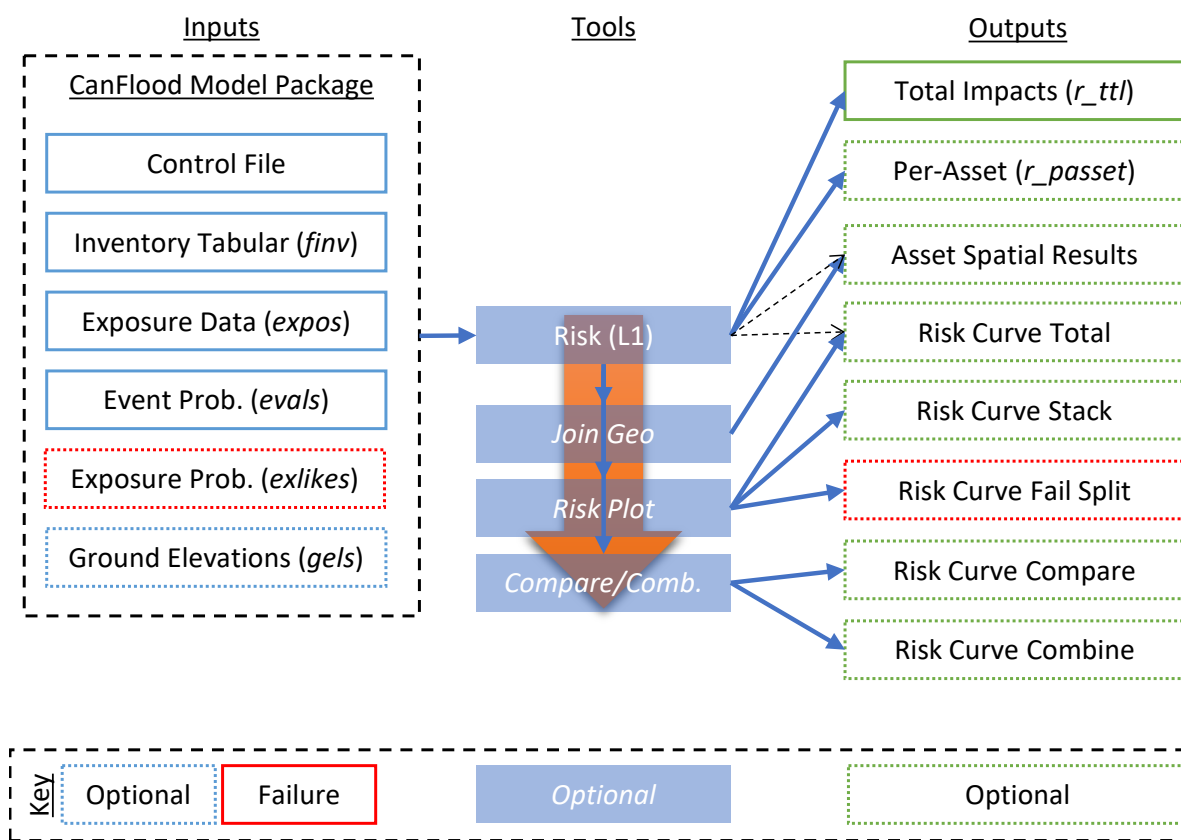 Inputs
Tools
Outputs
CanFlood Model Package
Control File
Inventory Tabular (finv)
Exposure Data (expos)
Event Prob. (evals)
Exposure Prob. (exlikes)
Ground Elevations (gels)
Risk (L1)
Join Geo
Risk Plot
Compare/Comb.
Total Impacts (r_ttl)
Per-Asset (r_passet)
Asset Spatial Results
Risk Curve Total
Risk Curve Stack
Risk Curve Fail Split
Risk Curve Compare
Risk Curve Combine
Key
Optional
Failure
Optional
Optional